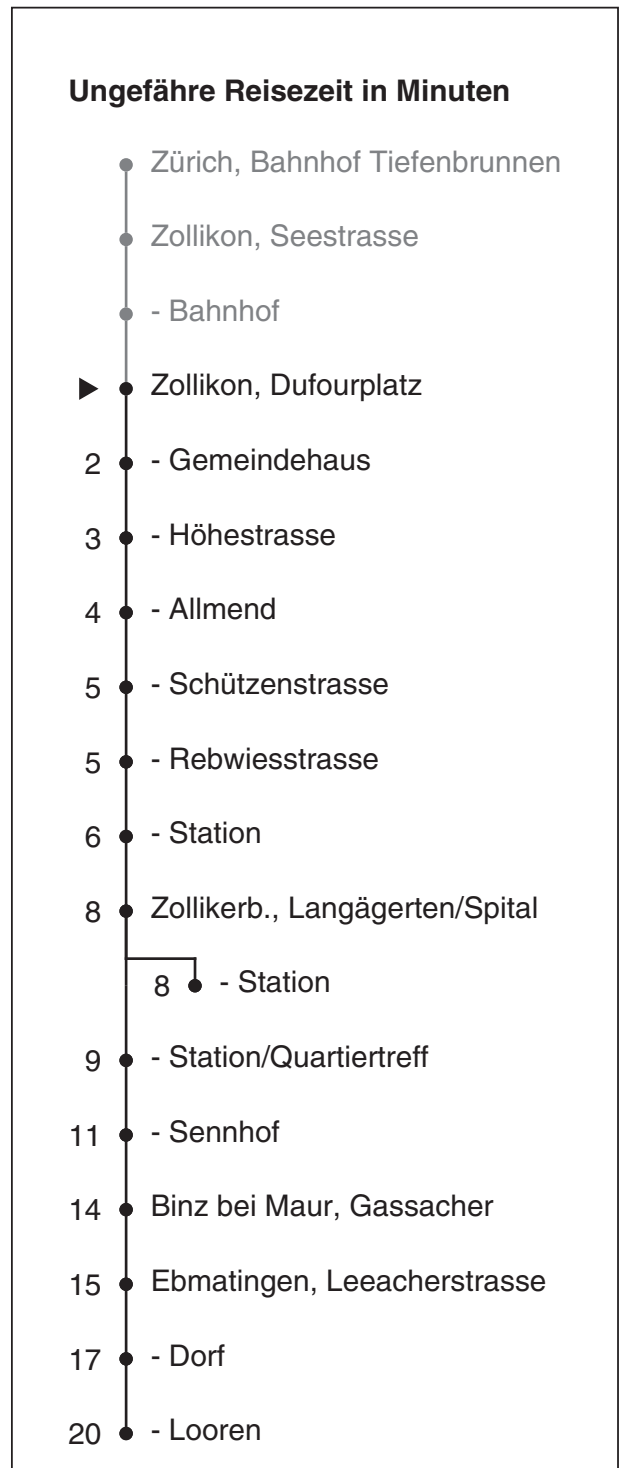 Ungefähre Reisezeit in Minuten
Zürich, Bahnhof Tiefenbrunnen
Zollikon, Seestrasse
- Bahnhof
Zollikon, Dufourplatz
2 - Gemeindehaus
3 - Höhestrasse
4 - Allmend
5 - Schützenstrasse
5 - Rebwiesstrasse
6 - Station
8 Zollikerb., Langägerten/Spital
8 - Station
9 - Station/Quartiertreff
11 - Sennhof
14 Binz bei Maur, Gassacher
15 Ebmatingen, Leeacherstrasse
17 - Dorf
20 - Looren